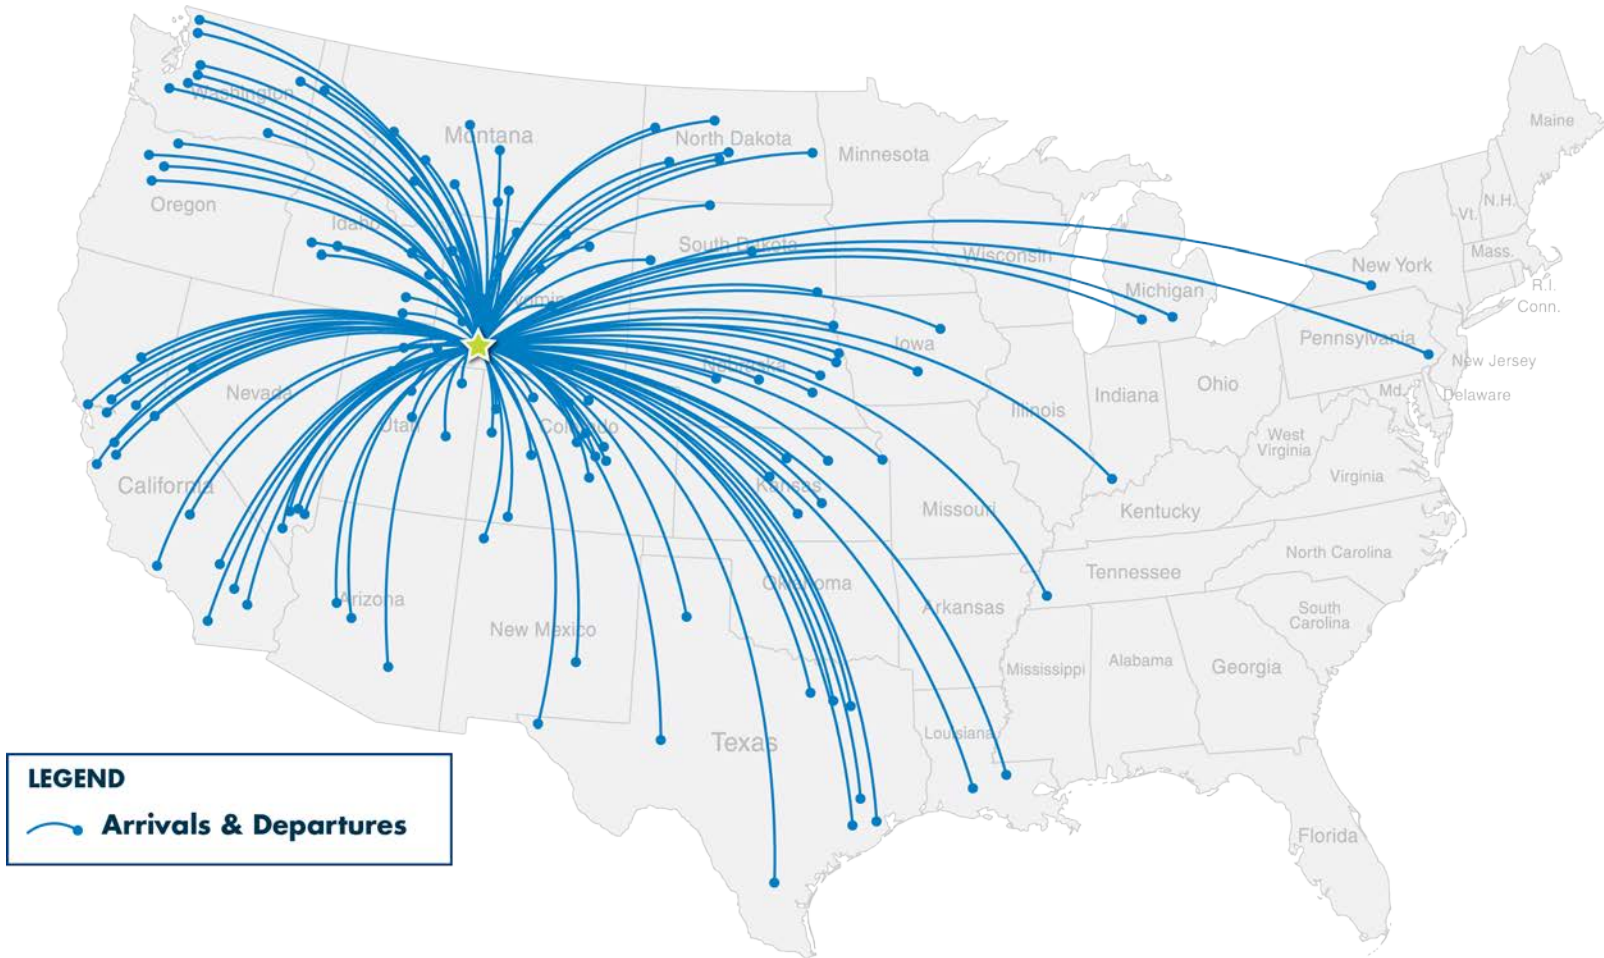 Washington
Montana
North Dakota
Minnesota
Maine
Oregon
Idaho
South Dakota
Wisconsin
Michigan
New York
Vt.
N.H.
Mass.
R.I.
Conn.
Wyoming
Nebraska
Iowa
Pennsylvania
New Jersey
Nevada
Utah
Colorado
Illinois
Indiana
Ohio
Md.
Delaware
West
Virginia
Virginia
California
Kansas
Missouri
Kentucky
Arizona
New Mexico
Oklahoma
Arkansas
Tennessee
North Carolina
South
Carolina
Mississippi
Alabama
Georgia
Texas
Louisiana
Florida
LEGEND
Arrivals & Departures